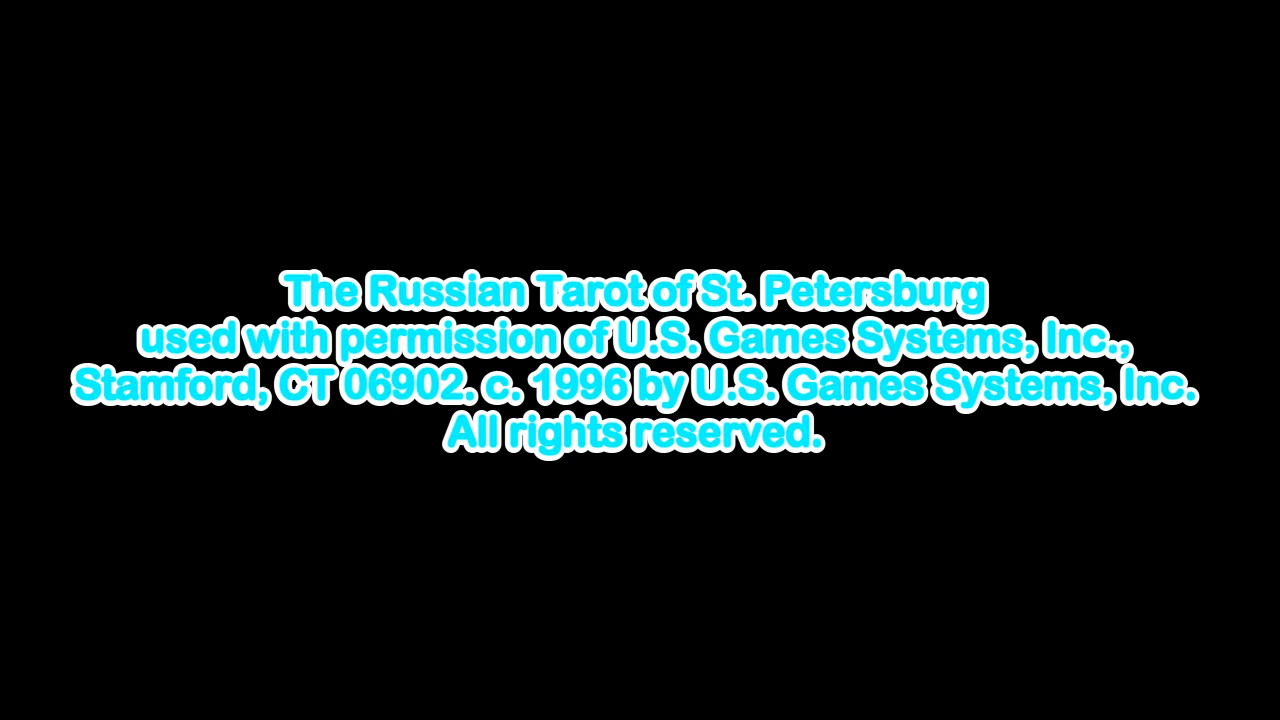 The Russian Tarot of St. Petersburg
used with permission of U.S. Games Systems, Inc.,
Stamford, CT 06902. c. 1996 by U.S. Games Systems, Inc.
All rights reserved.